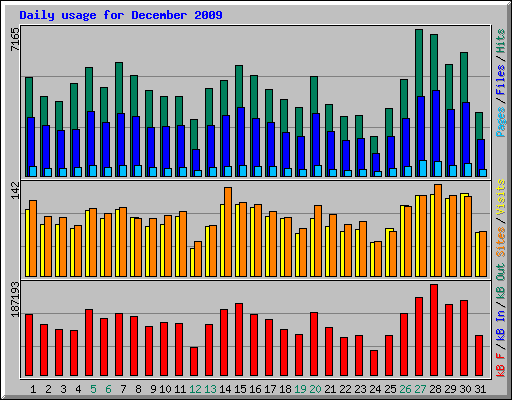 Daily usage for December 2009
7165
Pages / Files / Hits
142
Sites / Visits
187193
kB F / kB In / kB Out
1 2 3 4 5 6 7 8 9 10 11 12 13 14 15 16 17 18 19 20 21 22 23 24 25 26 27 28 29 30 31